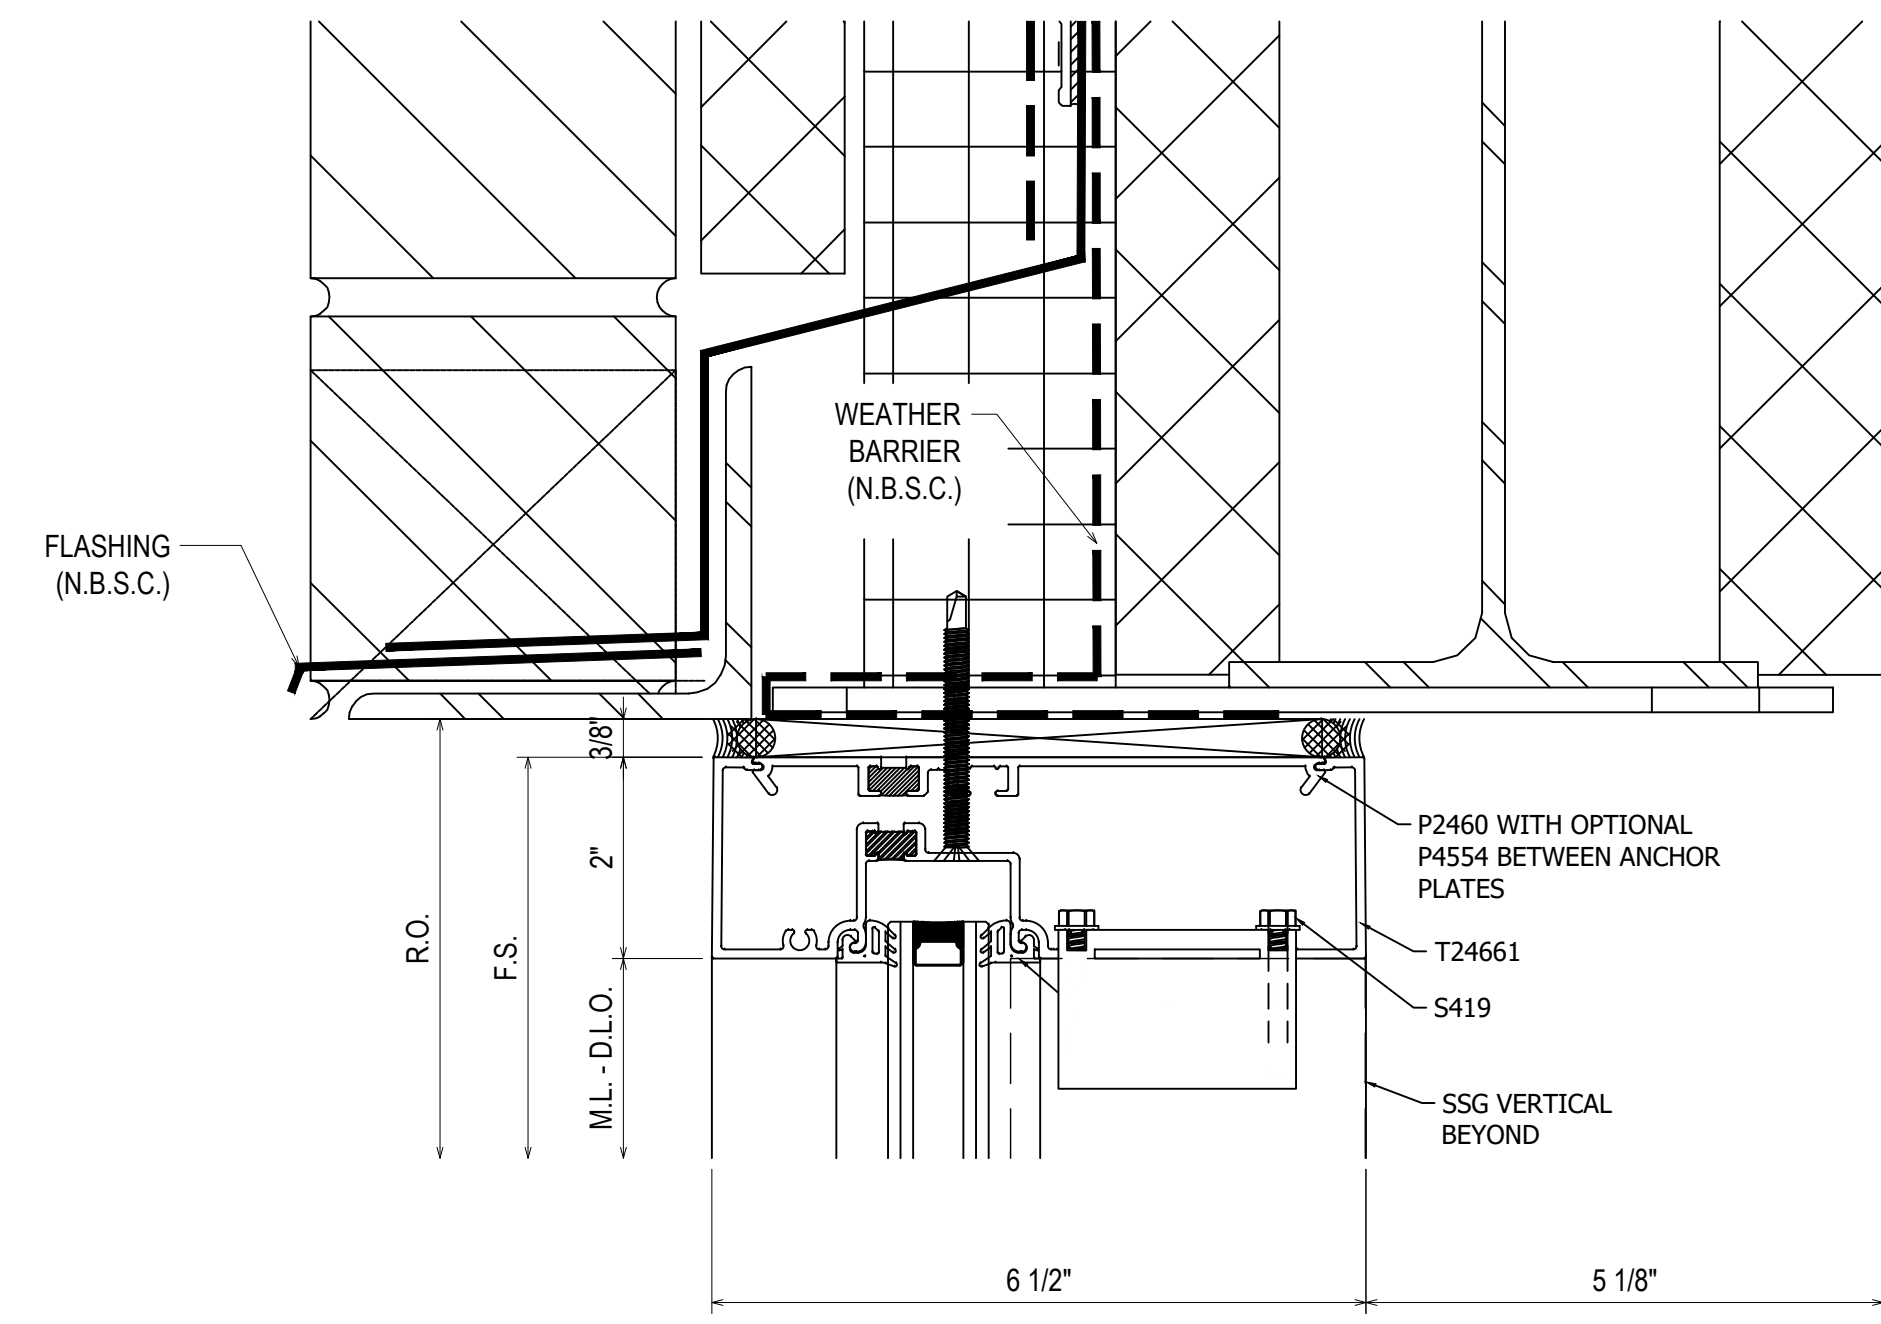 WEATHER
BARRIER
(N.B.S.C.)
FLASHING
(N.B.S.C.)
3/8"
2"
R.O.
F.S.
M.L. - D.L.O.
P2460 WITH OPTIONAL
P4554 BETWEEN ANCHOR
PLATES
T24661
S419
SSG VERTICAL
BEYOND
6 1/2"
5 1/8"